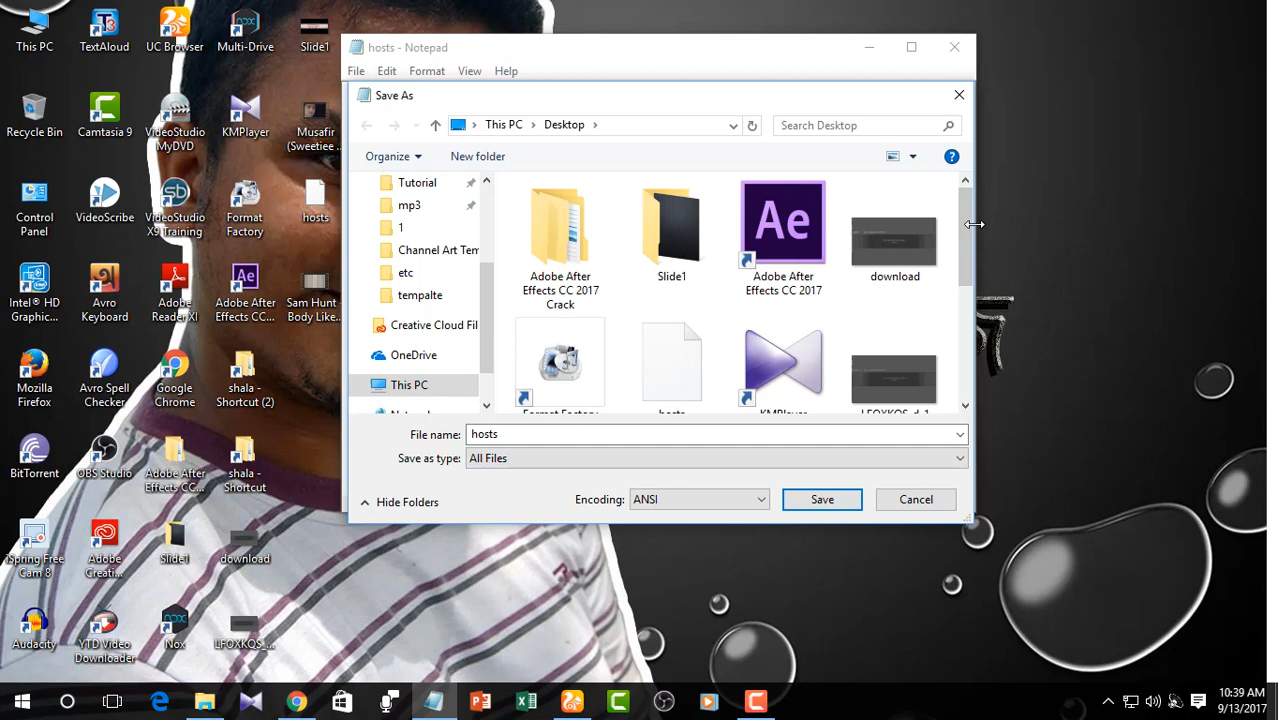 This PC
TextAloud
UC Browser
Multi-Drive
Slide1
Recycle Bin
Camtasia 9
VideoStudio
MyDVD
KMPlayer
Musafir
(Sweetiee ...
Control
Panel
VideoScribe
VideoStudio
X9 Training
Format
Factory
hosts
Intel® HD
Graphic...
Avro
Keyboard
Adobe
Reader XI
Adobe After
Effects CC...
Sam Hunt -
Body Like...
Mozilla
Firefox
Avro Spell
Checker
Google
Chrome
shala -
Shortcut (2)
BitTorrent
OBS Studio
Adobe After
Effects CC...
shala -
Shortcut
iSpring Free
Cam 8
Adobe
Creati...
Slide1
download
Audacity
YTD Video
Downloader
Nox
LFOXKQS_...
hosts - Notepad
File Edit Format View Help
Save As
This PC
Desktop
Search Desktop
Organize
New folder
Tutorial
mp3
1
Channel Art Tem
etc
tempalte
Creative Cloud Fil
OneDrive
This PC
Adobe After
Effects CC 2017
Crack
Slide1
Adobe After
Effects CC 2017
download
Format Factory
hosts
KMPlayer
File name: hosts
Save as type: All Files
Hide Folders
Encoding: ANSI
Save
Cancel
10:39 AM
9/13/2017